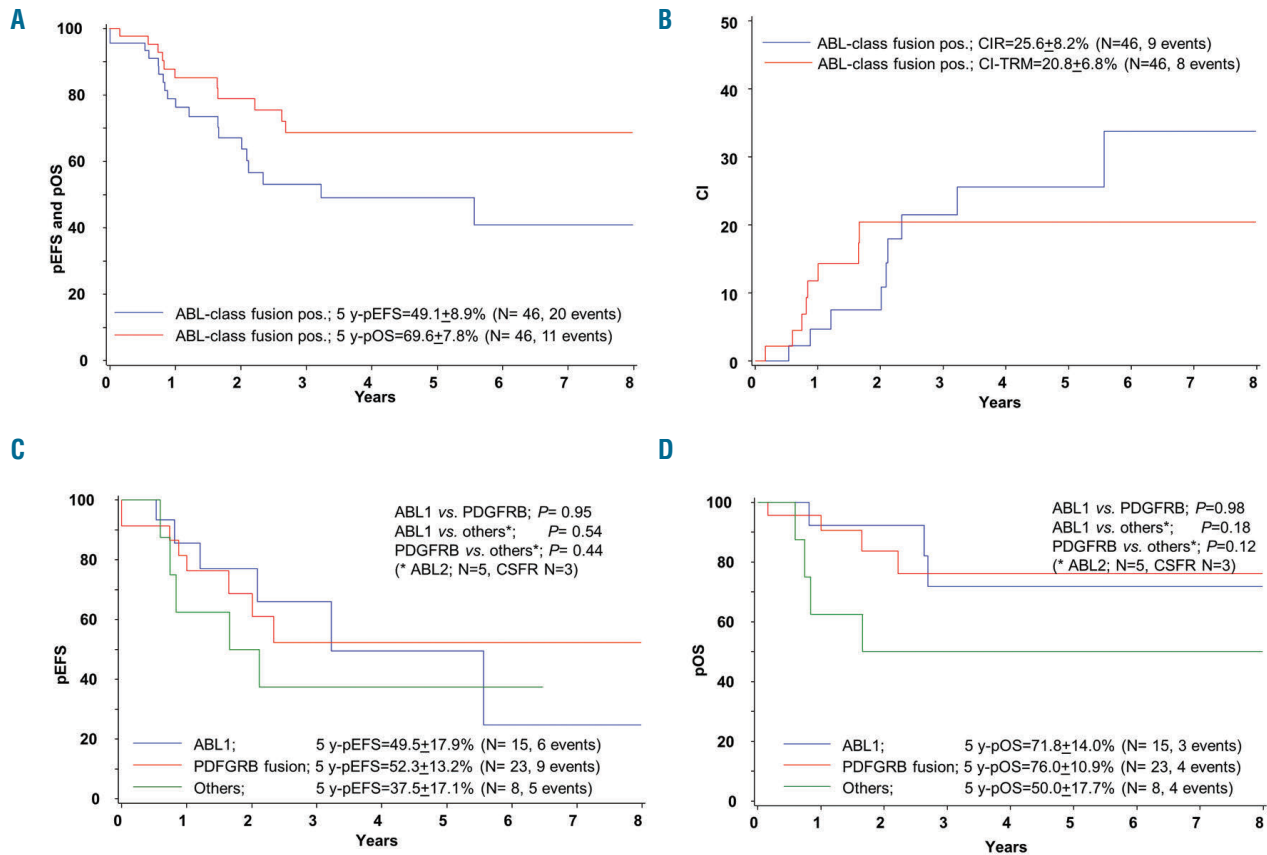 A
100
80
60
40
20
0
pEFS and pOS
ABL-class fusion pos.; 5 y-pEFS=49.1±8.9% (N= 46, 20 events)
ABL-class fusion pos.; 5 y-pOS=69.6±7.8% (N= 46, 11 events)
0 1 2 3 4 5 6 7 8
Years
B
50
40
30
20
10
0
CI
ABL-class fusion pos.; CIR=25.6±8.2% (N=46, 9 events)
ABL-class fusion pos.; CI-TRM=20.8±6.8% (N=46, 8 events)
0 1 2 3 4 5 6 7 8
Years
C
100
80
60
40
20
0
pEFS
ABL1 vs. PDGFRB; P= 0.95
ABL1 vs. others*; P= 0.54
PDGFRB vs. others*; P= 0.44
(* ABL2; N=5, CSFR N=3)
ABL1; 5 y-pEFS=49.5±17.9% (N= 15, 6 events)
PDFGRB fusion; 5 y-pEFS=52.3±13.2% (N= 23, 9 events)
Others; 5 y-pEFS=37.5±17.1% (N= 8, 5 events)
0 1 2 3 4 5 6 7 8
Years
D
100
80
60
40
20
0
pOS
ABL1 vs. PDGFRB; P=0.98
ABL1 vs. others*; P=0.18
PDGFRB vs. others*; P=0.12
(* ABL2; N=5, CSFR N=3)
ABL1; 5 y-pOS=71.8±14.0% (N= 15, 3 events)
PDFGRB fusion; 5 y-pOS=76.0±10.9% (N= 23, 4 events)
Others; 5 y-pOS=50.0±17.7% (N= 8, 4 events)
0 1 2 3 4 5 6 7 8
Years